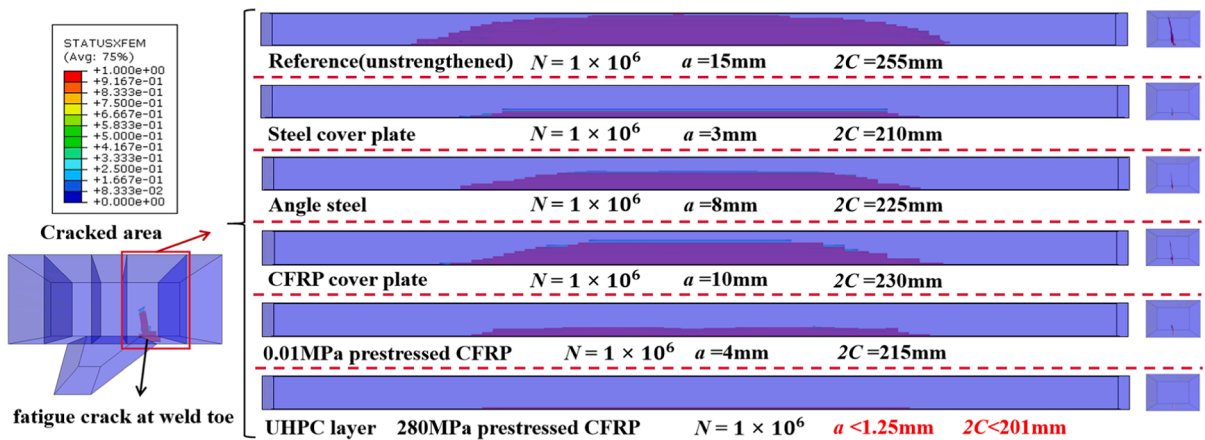 STATUSXFEM
(Avg: 75%)
+1.000e+00
+9.167e-01
+8.333e-01
+7.500e-01
+6.667e-01
+5.833e-01
+5.000e-01
+4.167e-01
+3.333e-01
+2.500e-01
+1.667e-01
+8.333e-02
+0.000e+00
Cracked area
fatigue crack at weld toe
Reference(unstrengthened) N = 1 × 10⁶ a =15mm 2C =255mm
Steel cover plate N = 1 × 10⁶ a =3mm 2C =210mm
Angle steel N = 1 × 10⁶ a =8mm 2C =225mm
CFRP cover plate N = 1 × 10⁶ a =10mm 2C =230mm
0.01MPa prestressed CFRP N = 1 × 10⁶ a =4mm 2C =215mm
UHPC layer 280MPa prestressed CFRP N = 1 × 10⁶ a <1.25mm 2C<201mm